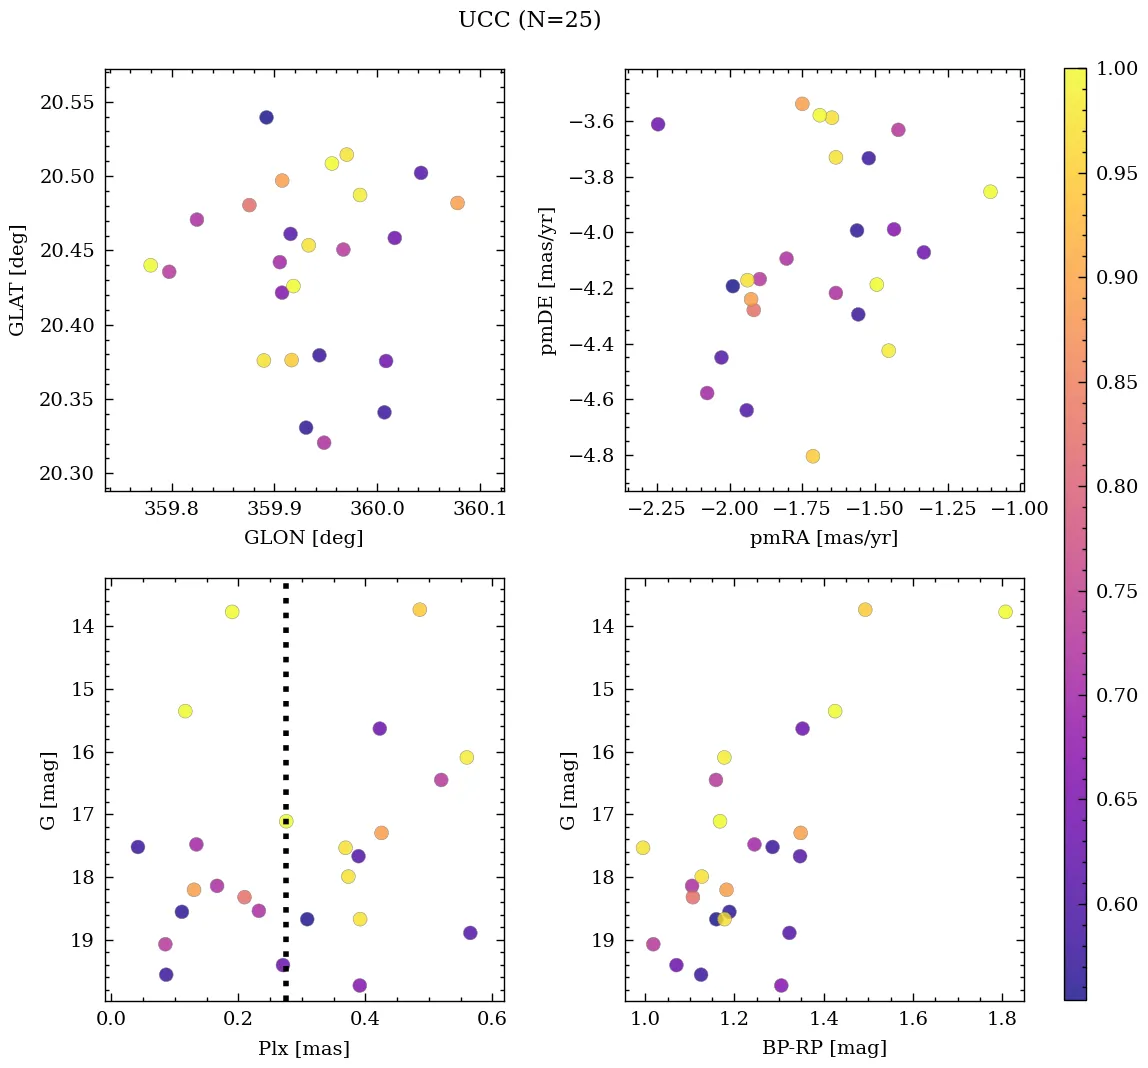 UCC (N=25)
20.55
20.50
20.45
20.40
20.35
20.30
GLAT [deg]
359.8 359.9 360.0 360.1
GLON [deg]
−3.6
−3.8
−4.0
−4.2
−4.4
−4.6
−4.8
pmDE [mas/yr]
−2.25 −2.00 −1.75 −1.50 −1.25 −1.00
pmRA [mas/yr]
14
15
16
17
18
19
G [mag]
0.0 0.2 0.4 0.6
Plx [mas]
14
15
16
17
18
19
G [mag]
1.0 1.2 1.4 1.6 1.8
BP-RP [mag]
1.00
0.95
0.90
0.85
0.80
0.75
0.70
0.65
0.60